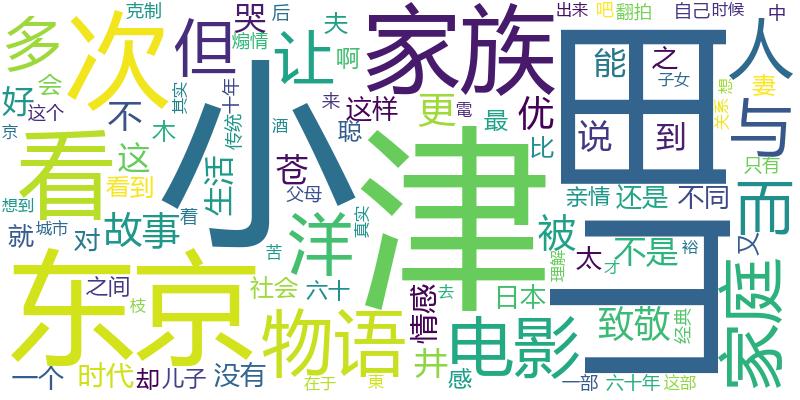 克制
哭
后
夫
出来
吧
翻拍
自己
时候
中
多
次
但
煽情
让
啊
家族
能
之
子女
想
人
好
会
这个
其实
十年
来
这样
電
更
最
优
说
到
关系
妻
与
京
看
不
木
传统
小
酒
聪
比
田
只有
这
看到
生活
苍
父母
津
亲情
还是
不同
而
想到
就
城市
对
故事
着
洋
真实
被
太
不是
裕
又
东京
苦
理解
才
之间
枝
社会
六十
情感
去
日本
山
致敬
经典
家庭
物语
井
电影
一个
时代
却
儿子
没有
在于
東
感
一部
六十年
这部